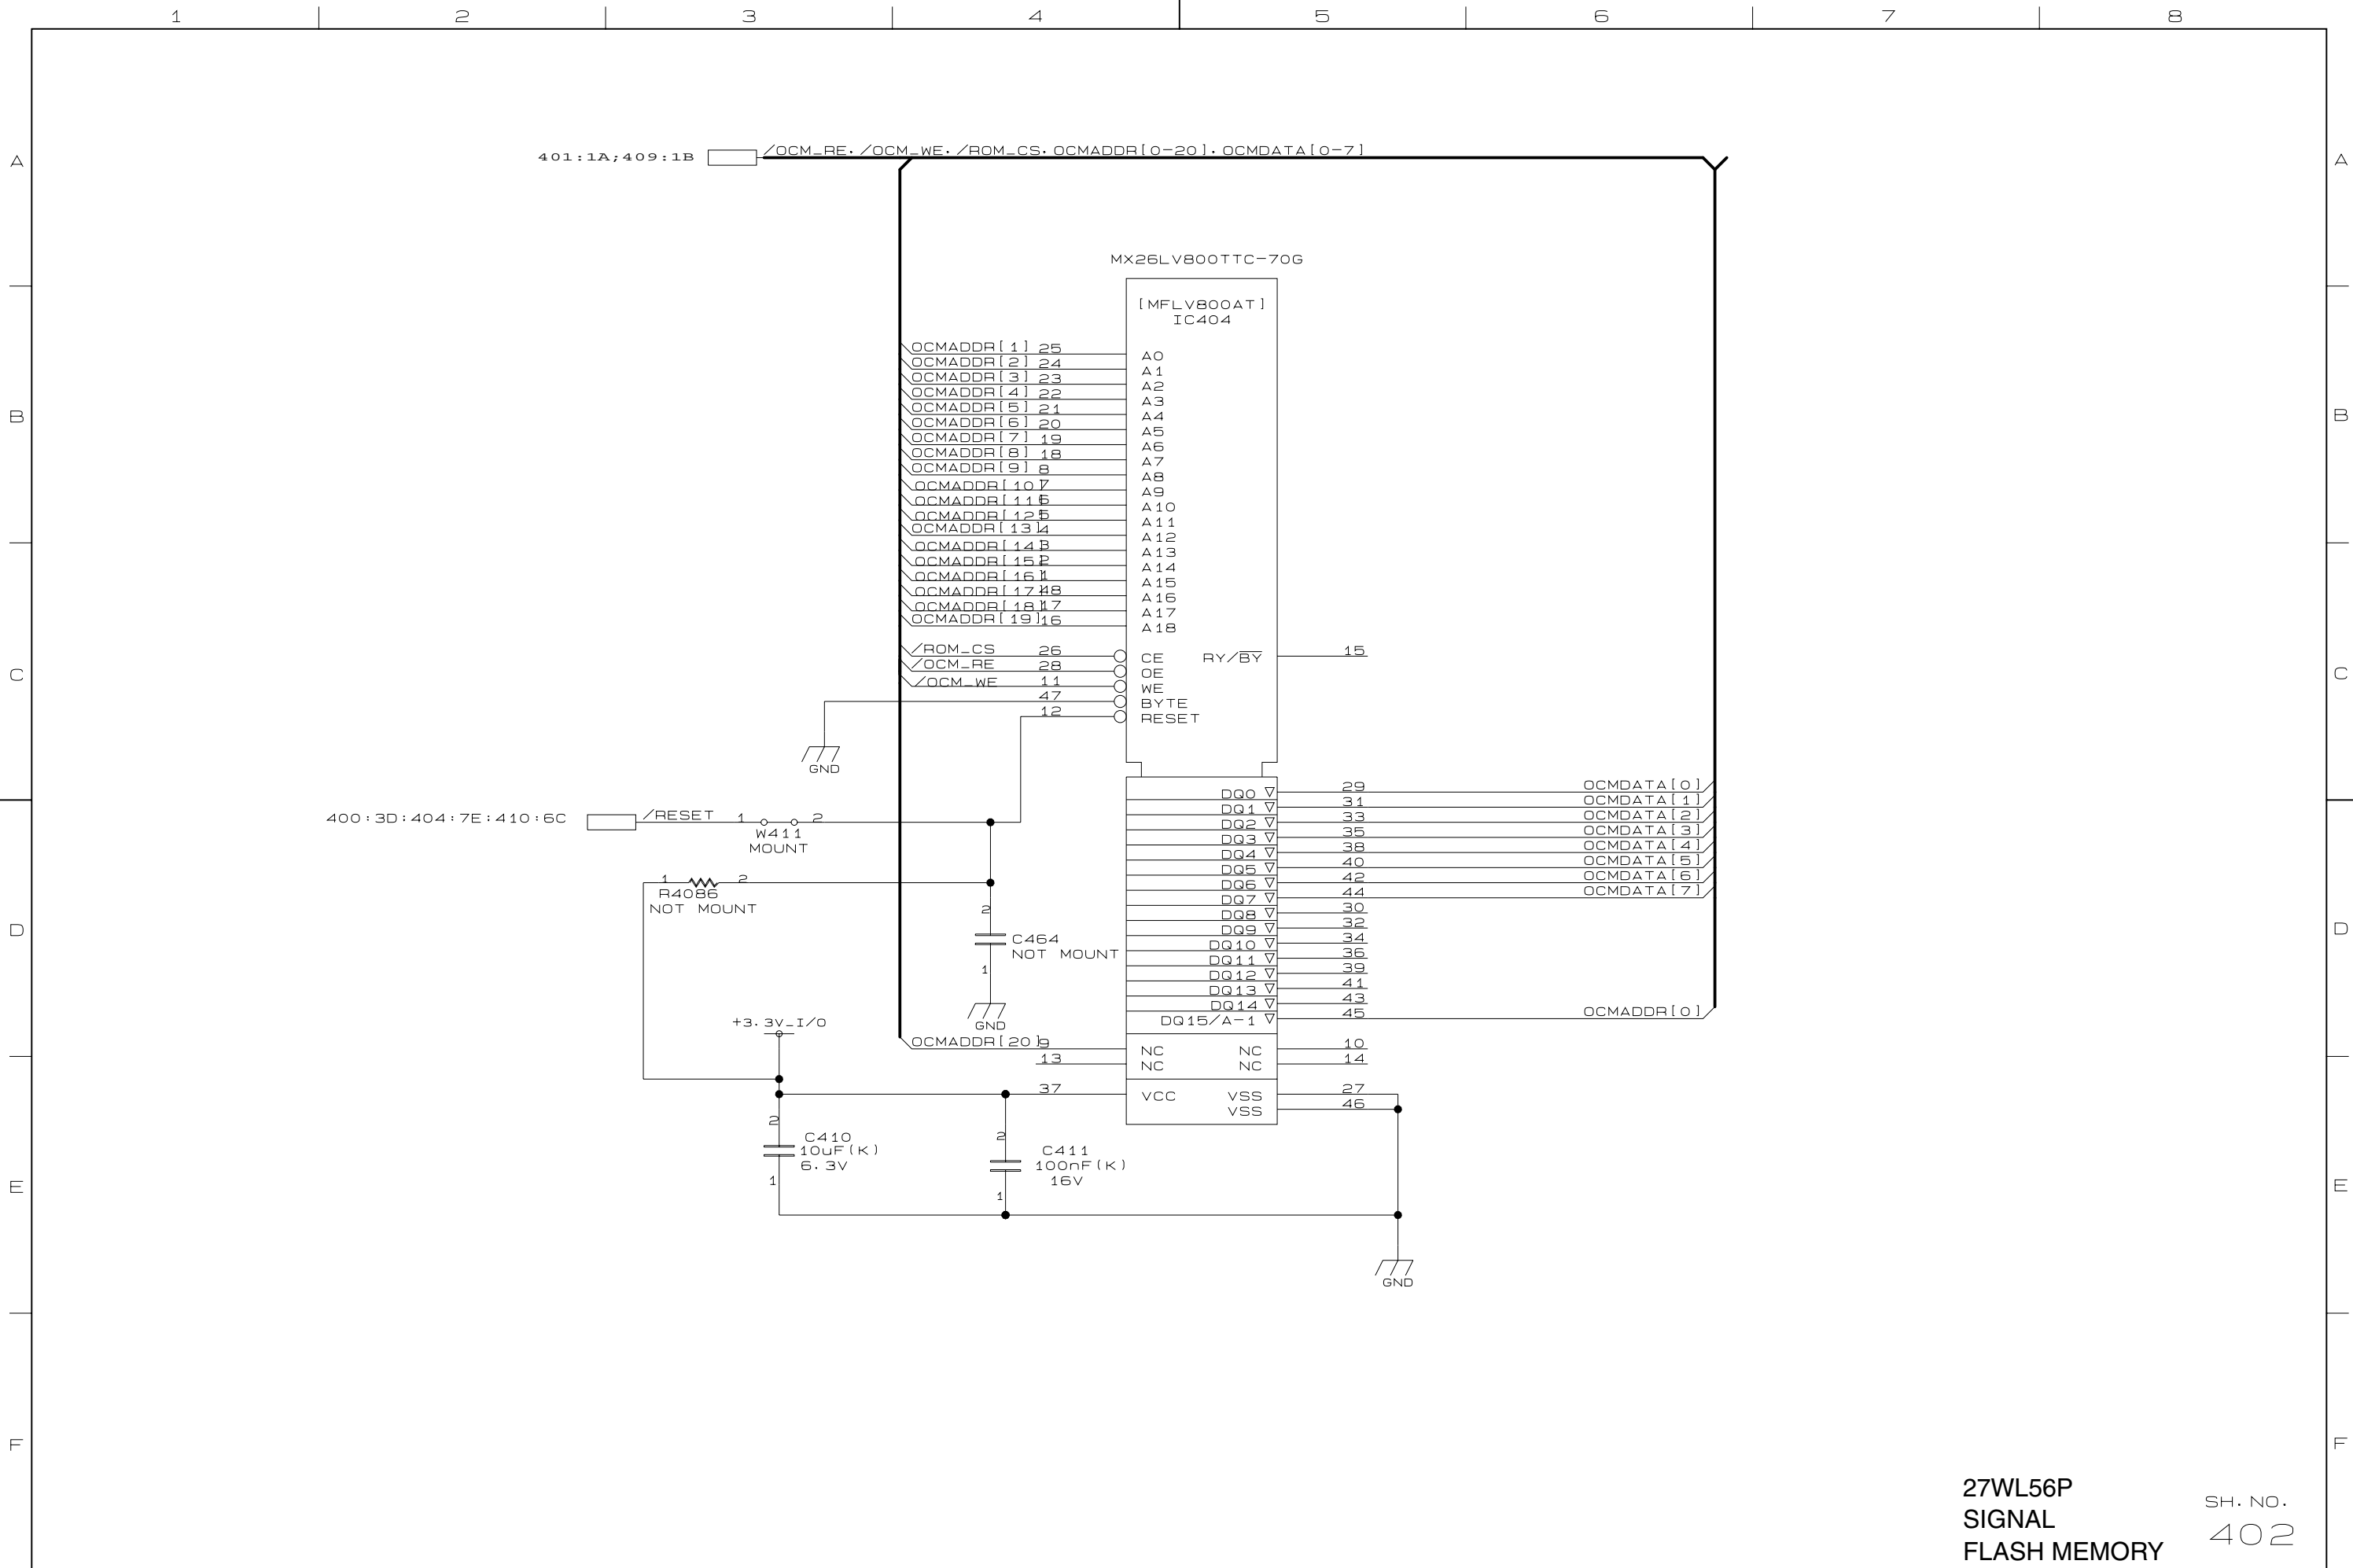 1 2 3 4 5 6 7 8
A A
401:1A;409:1B /OCM_RE. /OCM_WE. /ROM_CS. OCMADDR[0-20]. OCMDATA[0-7]
MX26LV800TTC-70G
[MFLV800AT]
IC404
OCMADDR[1] 25 A0
OCMADDR[2] 24 A1
OCMADDR[3] 23 A2
OCMADDR[4] 22 A3
B B
OCMADDR[5] 21 A4
OCMADDR[6] 20 A5
OCMADDR[7] 19 A6
OCMADDR[8] 18 A7
OCMADDR[9] 8 A8
OCMADDR[10] 7 A9
OCMADDR[11] 6 A10
OCMADDR[12] 5 A11
OCMADDR[13] 4 A12
OCMADDR[14] 3 A13
OCMADDR[15] 2 A14
OCMADDR[16] 1 A15
OCMADDR[17] 48 A16
OCMADDR[18] 17 A17
OCMADDR[19] 16 A18
/ROM_CS 26 CE RY/BY 15
/OCM_RE 28 OE
C C
/OCM_WE 11 WE
47 BYTE
12 RESET
GND
DQ0 29 OCMDATA[0]
DQ1 31 OCMDATA[1]
400:3D;404:7E;410:6C /RESET 1 2
W411
MOUNT
DQ2 33 OCMDATA[2]
DQ3 35 OCMDATA[3]
DQ4 38 OCMDATA[4]
DQ5 40 OCMDATA[5]
DQ6 42 OCMDATA[6]
DQ7 44 OCMDATA[7]
1 2
R4086
NOT MOUNT
DQ8 30
DQ9 32
D D
2
C464
NOT MOUNT
1
GND
DQ10 34
DQ11 36
DQ12 39
DQ13 41
DQ14 43
DQ15/A-1 45 OCMADDR[0]
+3.3V_I/O
OCMADDR[20] 9 NC NC 10
13 NC NC 14
37 VCC VSS 27
VSS 46
2
C410
10uF(K)
6.3V
1
2
C411
100nF(K)
16V
1
E E
GND
F F
27WL56P
SIGNAL
FLASH MEMORY
SH. NO.
402